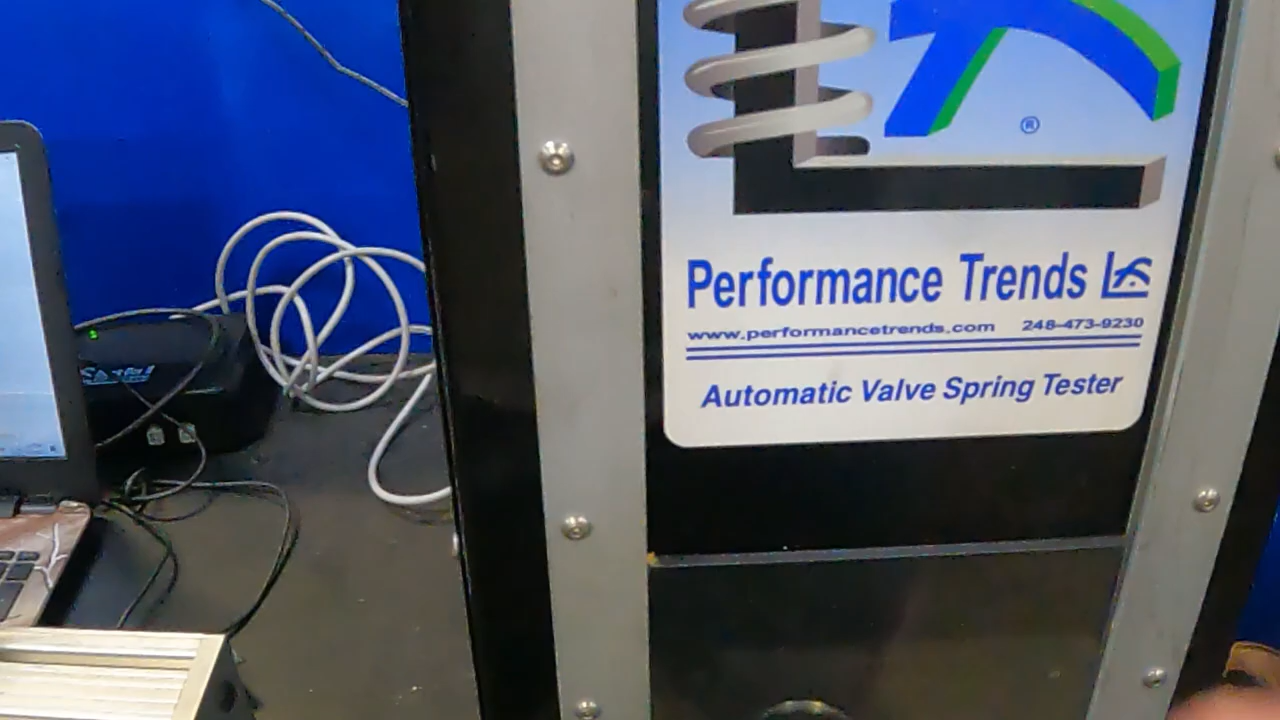 ®
Performance Trends
www.performancetrends.com 248-473-9230
Automatic Valve Spring Tester